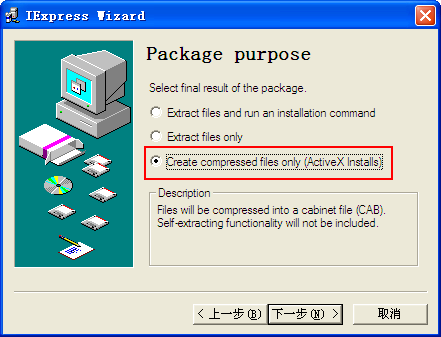 IExpress Wizard
Package purpose
Select final result of the package.
Extract files and run an installation command
Extract files only
Create compressed files only (ActiveX Installs)
Description
Files will be compressed into a cabinet file (CAB).
Self-extracting functionality will not be included.
< 上一步(B) 下一步(N) > 取消